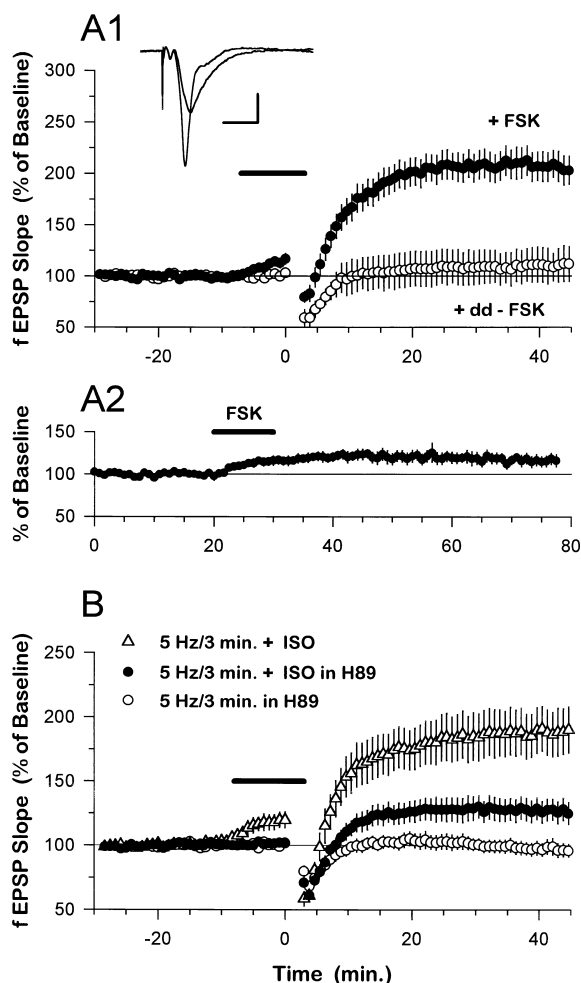 A1
300
250
200
150
100
50
fEPSP Slope (% of Baseline)
+ FSK
+ dd - FSK
-20
0
20
40
A2
FSK
150
100
50
% of Baseline
0
20
40
60
80
B
5 Hz/3 min. + ISO
5 Hz/3 min. + ISO in H89
5 Hz/3 min. in H89
250
200
150
100
50
fEPSP Slope (% of Baseline)
-20
0
20
40
Time (min.)